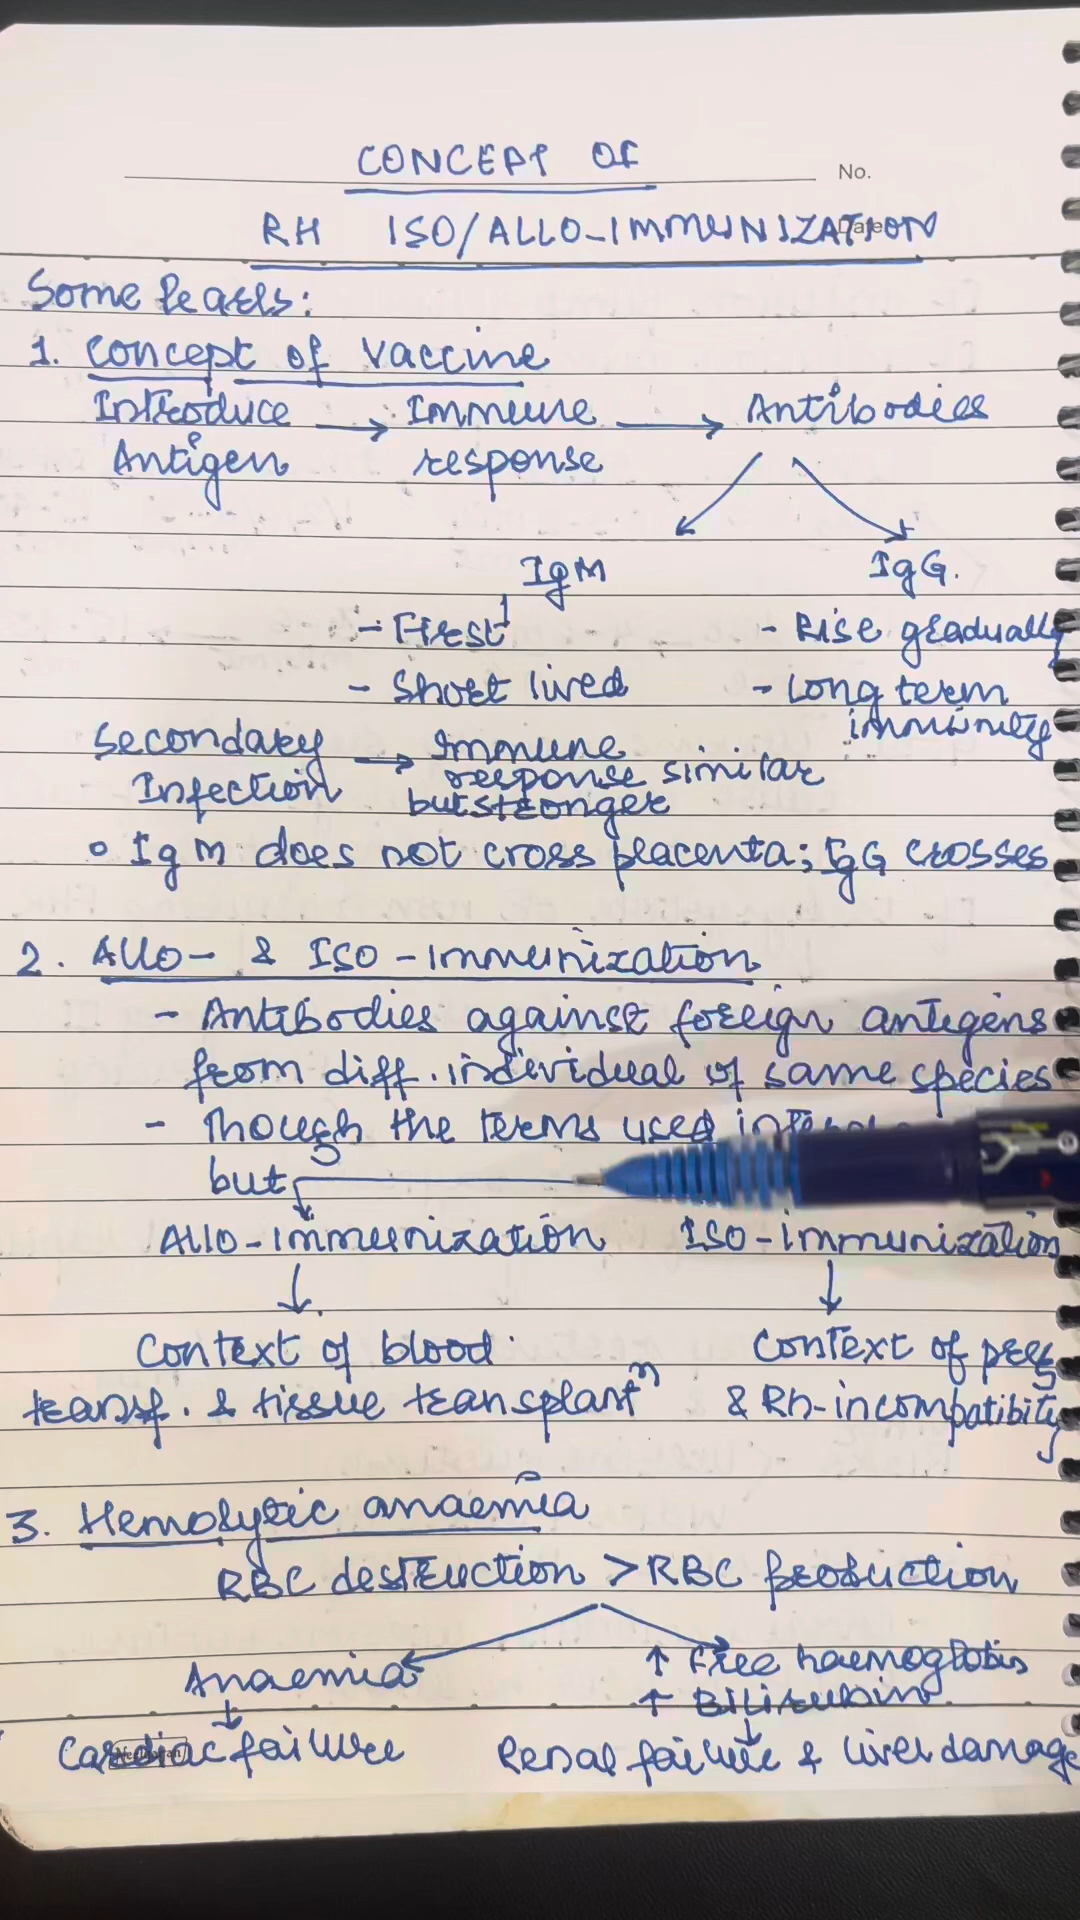 CONCEPT OF
No.
RH ISO/ALLO-IMMUNIZATION
Date
Some facts:
1. Concept of Vaccine
Introduce → Immune → Antibodies
Antigen response
IgM IgG.
- First - Rise gradually
- Short lived - Long term
immunity
Secondary → Immune
Infection response similar
but stronger
o IgM does not cross placenta; IgG crosses
2. Allo- & ISO-immunization
- Antibodies against foreign antigens
from diff. individual of same species
- Though the terms used
but
Allo-immunization ISO-immunization
↓ ↓
Context of blood Context of preg
transf. & tissue transplantn & Rh-incompatibity
3. Hemolytic anaemia
RBC destruction > RBC production
Anaemia ↑ Free haemoglobin
↑ Bilirubin
↓ ↓
Cardiac failure Renal failure & liver damage